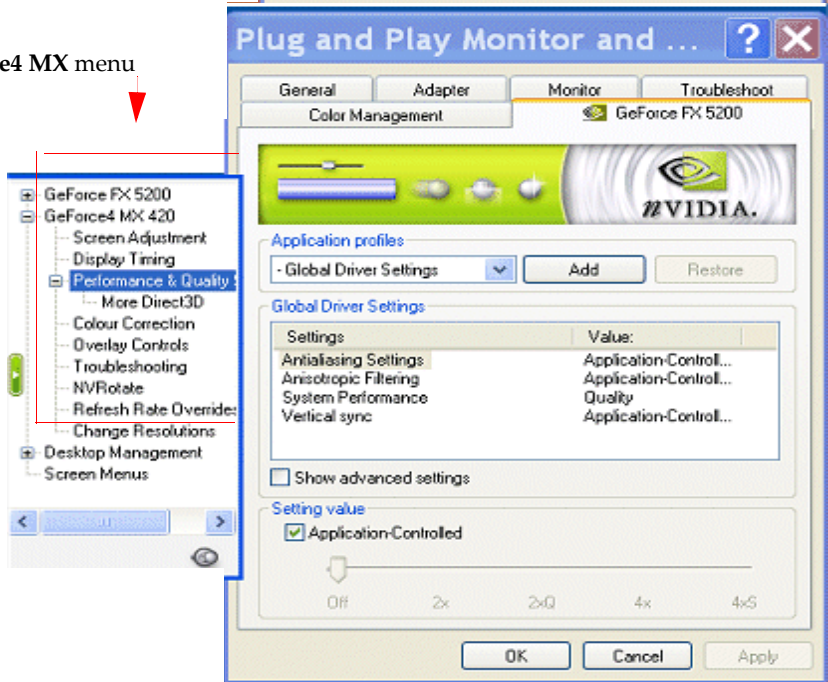 Plug and Play Monitor and ...
e4 MX menu
General Adapter Monitor Troubleshoot
Color Management GeForce FX 5200
nVIDIA.
GeForce FX 5200
GeForce4 MX 420
Screen Adjustment
Display Timing
Performance & Quality S
More Direct3D
Colour Correction
Overlay Controls
Troubleshooting
NVRotate
Refresh Rate Overrides
Change Resolutions
Desktop Management
Screen Menus
Application profiles
- Global Driver Settings Add Restore
Global Driver Settings
Settings Value:
Antialiasing Settings Application-Controll...
Anisotropic Filtering Application-Controll...
System Performance Quality
Vertical sync Application-Controll...
Show advanced settings
Setting value
Application-Controlled
Off 2x 2xQ 4x 4xS
OK Cancel Apply